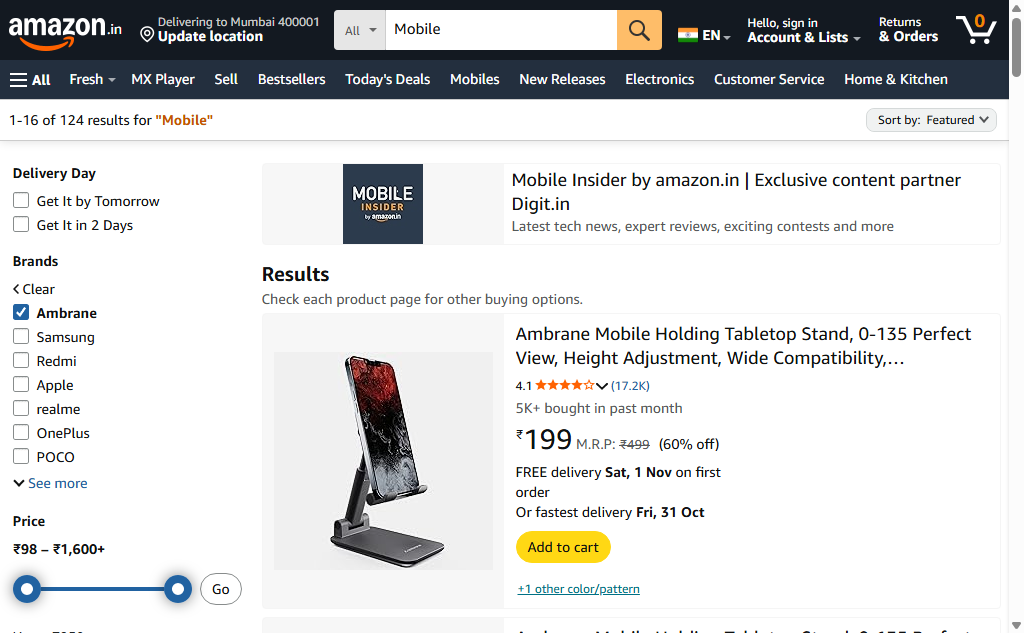 amazon.in
Delivering to Mumbai 400001
Update location
All
Mobile
EN
Hello, sign in
Account & Lists
Returns
& Orders
0
All
Fresh
MX Player
Sell
Bestsellers
Today's Deals
Mobiles
New Releases
Electronics
Customer Service
Home & Kitchen
1-16 of 124 results for "Mobile"
Sort by: Featured
Delivery Day
Get It by Tomorrow
Get It in 2 Days
Brands
Clear
Ambrane
Samsung
Redmi
Apple
realme
OnePlus
POCO
See more
Price
₹98 – ₹1,600+
Go
MOBILE
INSIDER
by amazon.in
Mobile Insider by amazon.in | Exclusive content partner
Digit.in
Latest tech news, expert reviews, exciting contests and more
Results
Check each product page for other buying options.
Ambrane Mobile Holding Tabletop Stand, 0-135 Perfect
View, Height Adjustment, Wide Compatibility,…
4.1 (17.2K)
5K+ bought in past month
₹199 M.R.P: ₹499 (60% off)
FREE delivery Sat, 1 Nov on first
order
Or fastest delivery Fri, 31 Oct
Add to cart
+1 other color/pattern